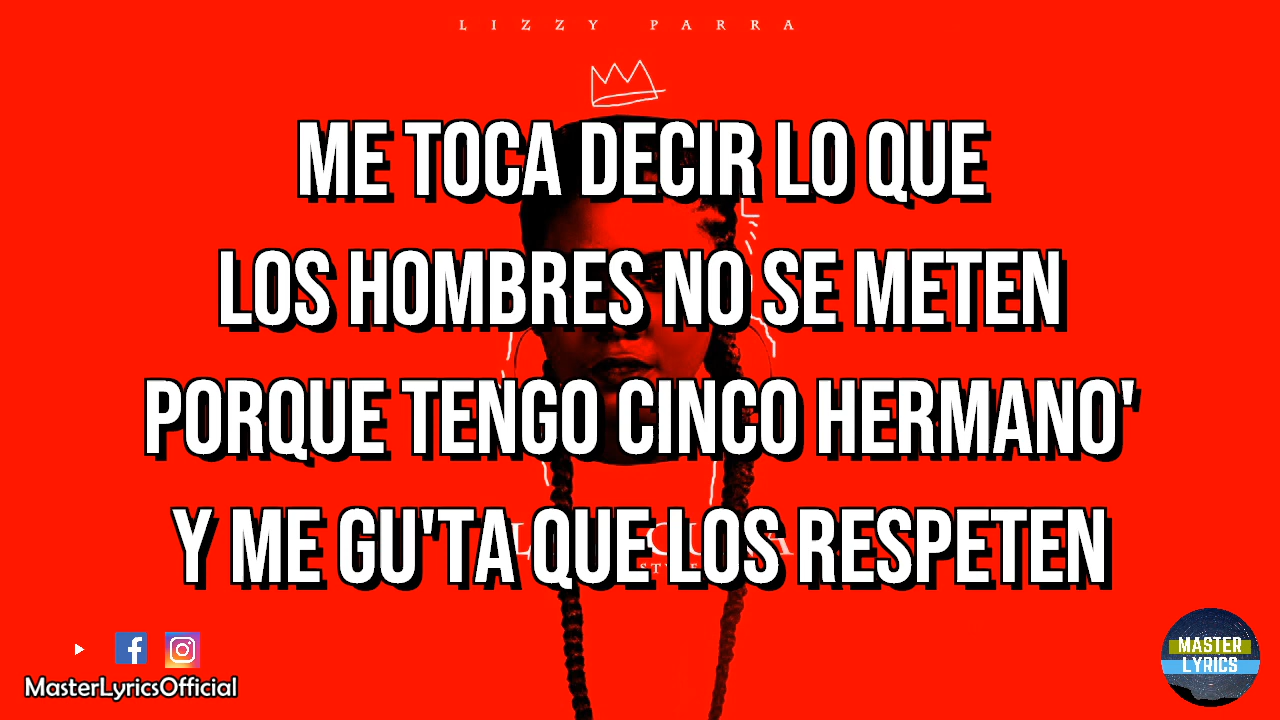 LIZZY PARRA
ME TOCA DECIR LO QUE
LOS HOMBRES NO SE METEN
PORQUE TENGO CINCO HERMANO'
Y ME GU'TA QUE LOS RESPETEN
MasterLyricsOfficial
MASTER
LYRICS